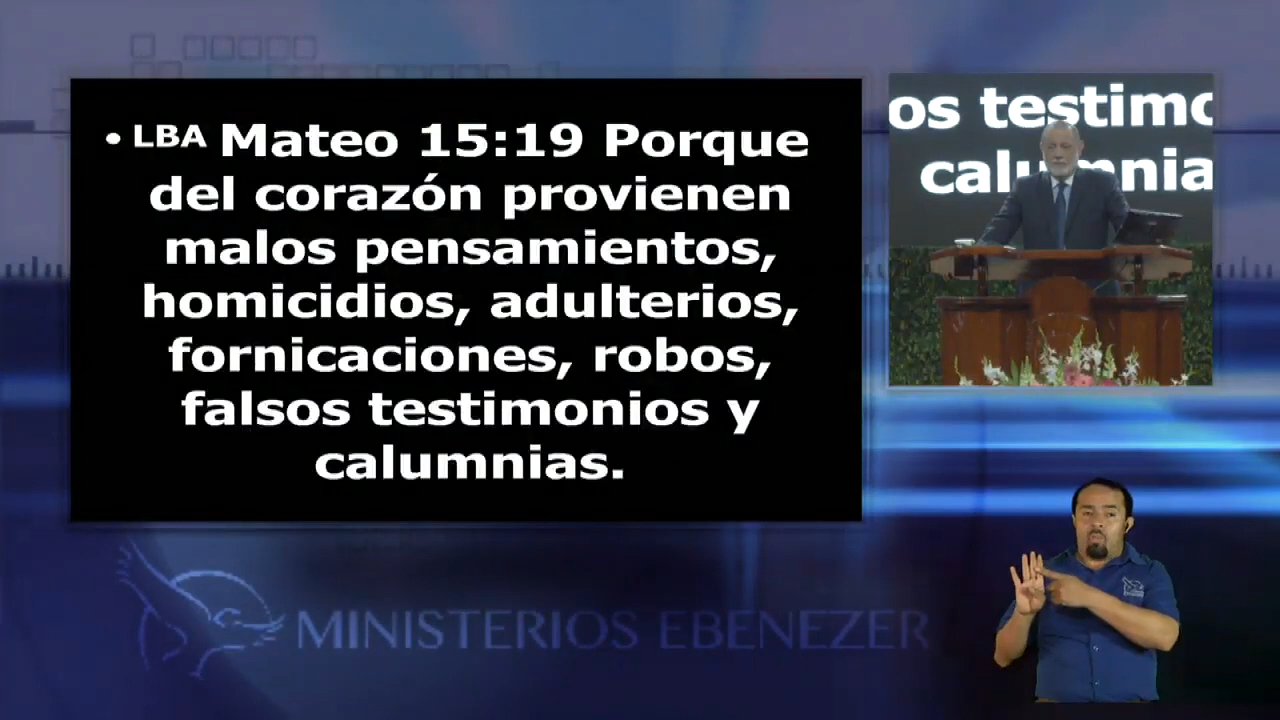 • LBA Mateo 15:19 Porque
del corazón provienen
malos pensamientos,
homicidios, adulterios,
fornicaciones, robos,
falsos testimonios y
calumnias.
os testimo
calumnia
MINISTERIOS EBENEZER